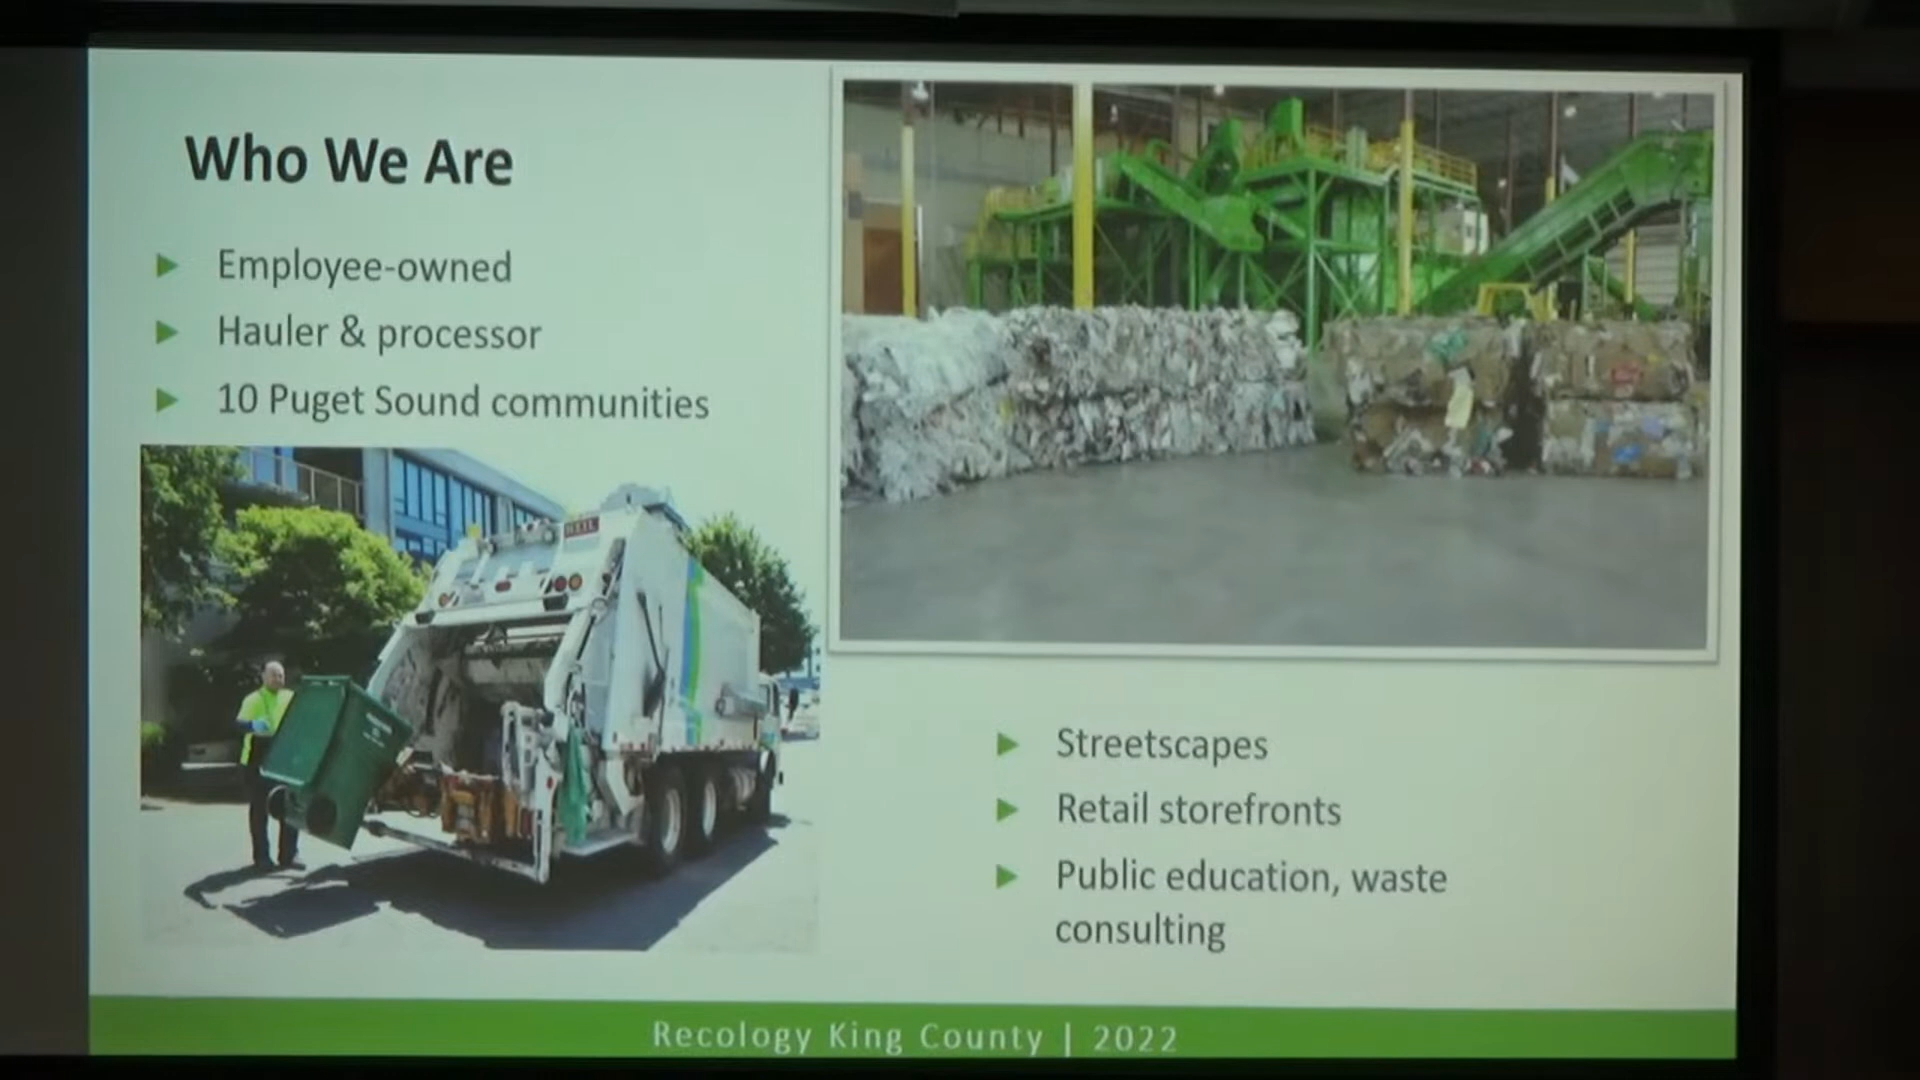 Who We Are
Employee-owned
Hauler & processor
10 Puget Sound communities
HEIL
Streetscapes
Retail storefronts
Public education, waste
consulting
Recology King County | 2022